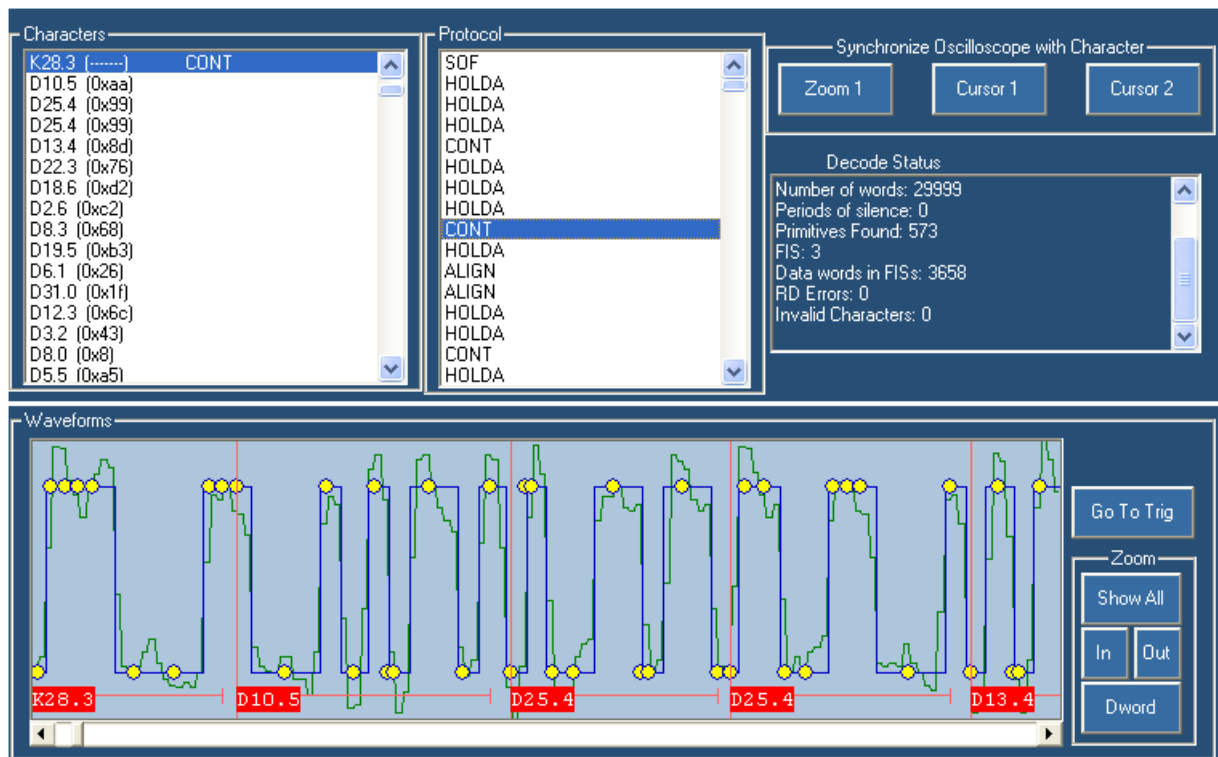 Characters
K28.3 (------) CONT
D10.5 (0xaa)
D25.4 (0x99)
D25.4 (0x99)
D13.4 (0x8d)
D22.3 (0x76)
D18.6 (0xd2)
D2.6 (0xc2)
D8.3 (0x68)
D19.5 (0xb3)
D6.1 (0x26)
D31.0 (0x1f)
D12.3 (0x6c)
D3.2 (0x43)
D8.0 (0x8)
D5.5 (0xa5)
Protocol
SOF
HOLDA
HOLDA
HOLDA
CONT
HOLDA
HOLDA
HOLDA
CONT
HOLDA
ALIGN
ALIGN
HOLDA
HOLDA
CONT
HOLDA
Synchronize Oscilloscope with Character
Zoom 1 Cursor 1 Cursor 2
Decode Status
Number of words: 29999
Periods of silence: 0
Primitives Found: 573
FIS: 3
Data words in FISs: 3658
RD Errors: 0
Invalid Characters: 0
Waveforms
K28.3 D10.5 D25.4 D25.4 D13.4
Go To Trig
Zoom
Show All
In Out
Dword